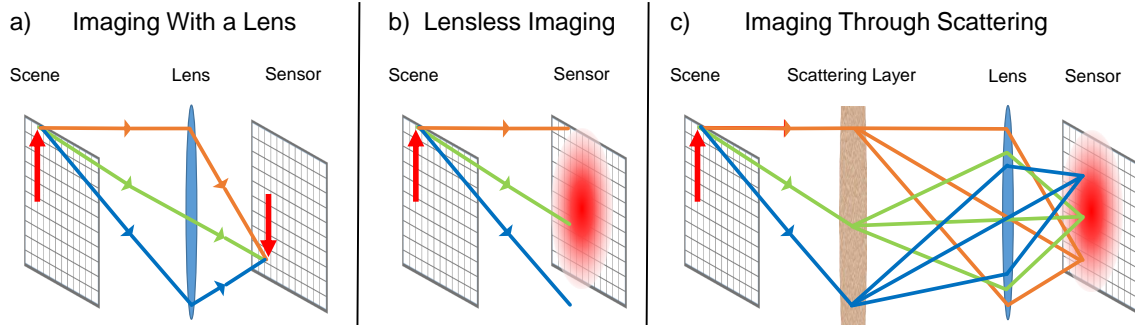 a) Imaging With a Lens
Scene Lens Sensor
b) Lensless Imaging
Scene Sensor
c) Imaging Through Scattering
Scene Scattering Layer Lens Sensor